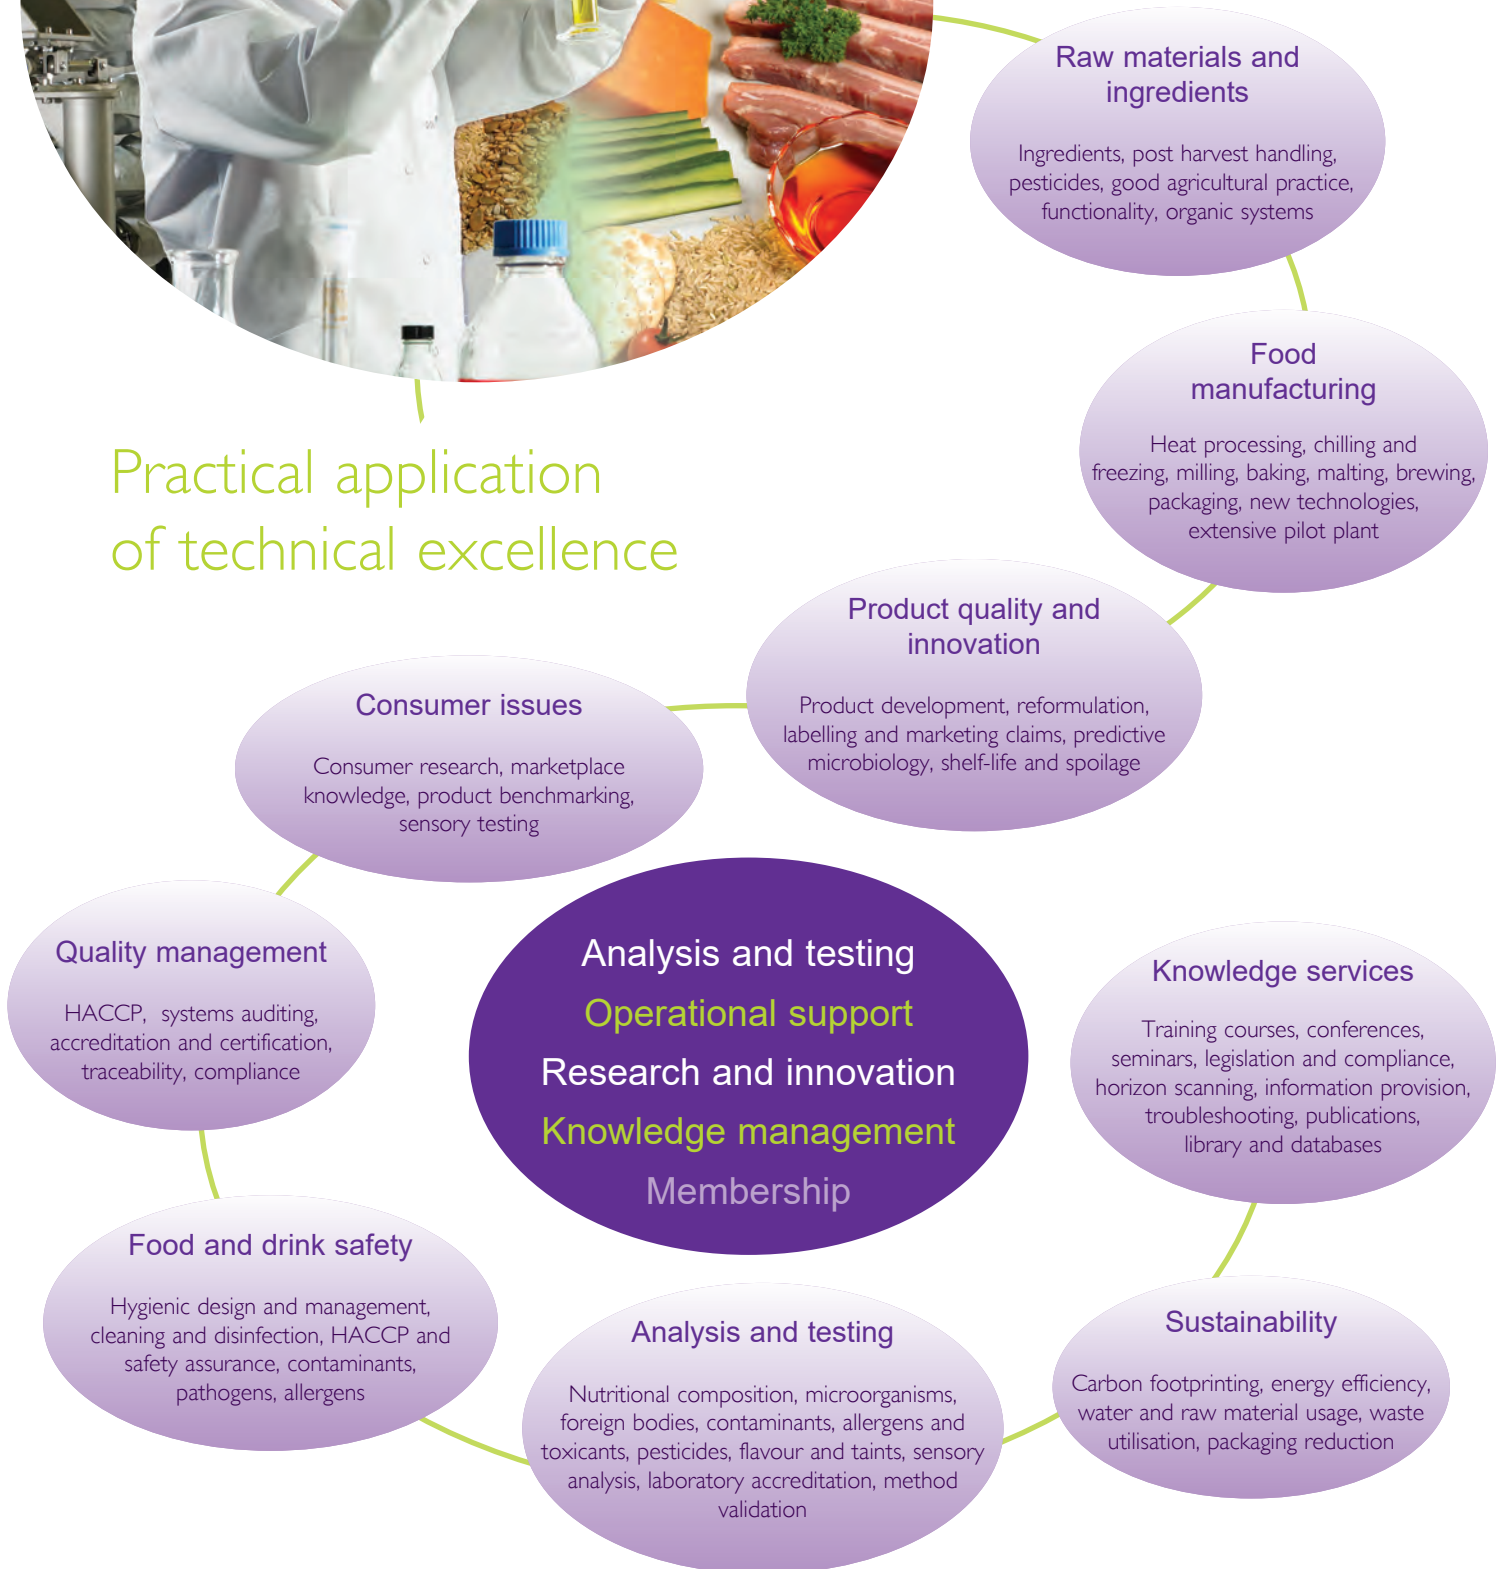 Raw materials and
ingredients
Ingredients, post harvest handling,
pesticides, good agricultural practice,
functionality, organic systems
Food
manufacturing
Heat processing, chilling and
freezing, milling, baking, malting, brewing,
packaging, new technologies,
extensive pilot plant
Practical application
of technical excellence
Product quality and
innovation
Product development, reformulation,
labelling and marketing claims, predictive
microbiology, shelf-life and spoilage
Consumer issues
Consumer research, marketplace
knowledge, product benchmarking,
sensory testing
Quality management
HACCP,  systems auditing,
accreditation and certification,
traceability, compliance
Analysis and testing
Operational support
Research and innovation
Knowledge management
Membership
Knowledge services
Training courses, conferences,
seminars, legislation and compliance,
horizon scanning, information provision,
troubleshooting, publications,
library and databases
Food and drink safety
Hygienic design and management,
cleaning and disinfection, HACCP and
safety assurance, contaminants,
pathogens, allergens
Analysis and testing
Nutritional composition, microorganisms,
foreign bodies, contaminants, allergens and
toxicants, pesticides, flavour and taints, sensory
analysis, laboratory accreditation, method
validation
Sustainability
Carbon footprinting, energy efficiency,
water and raw material usage, waste
utilisation, packaging reduction